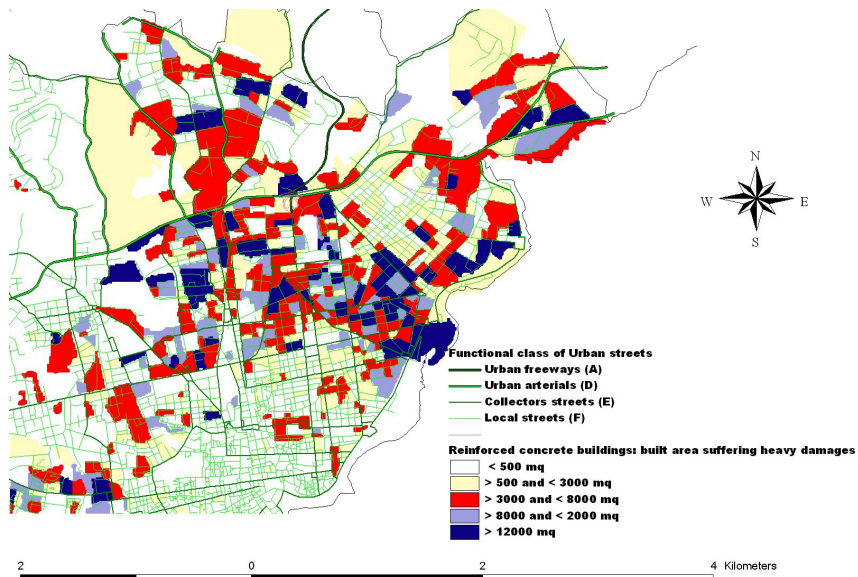 N
W E
S
Functional class of Urban streets
Urban freeways (A)
Urban arterials (D)
Collectors streets (E)
Local streets (F)
Reinforced concrete buildings: built area suffering heavy damages
< 500 mq
> 500 and < 3000 mq
> 3000 and < 8000 mq
> 8000 and < 2000 mq
> 12000 mq
2 0 2 4 Kilometers